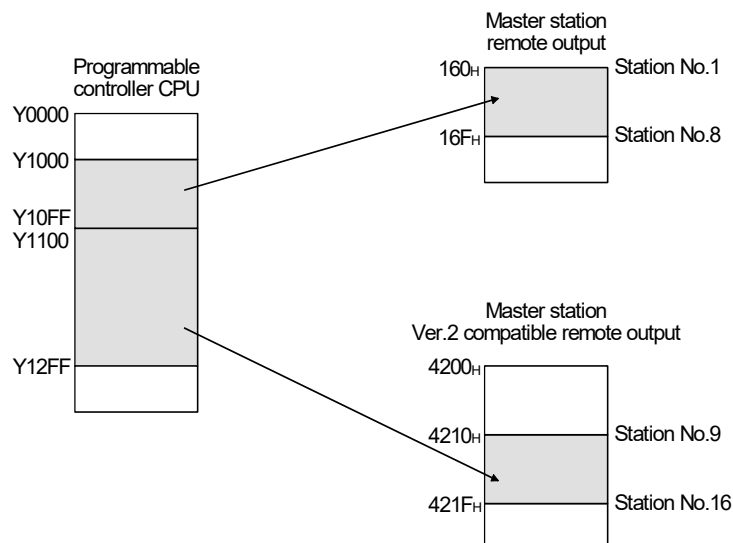 Master station
remote output
160H
Station No.1
16FH
Station No.8
Programmable
controller CPU
Y0000
Y1000
Y10FF
Y1100
Y12FF
Master station
Ver.2 compatible remote output
4200H
4210H
Station No.9
421FH
Station No.16